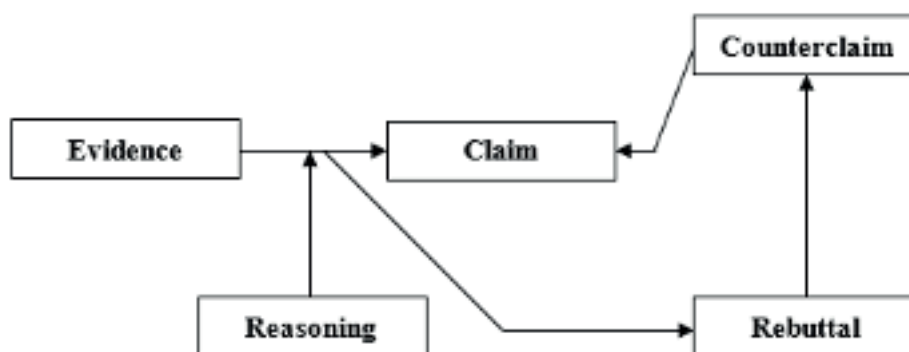 Counterclaim
Evidence
Claim
Reasoning
Rebuttal